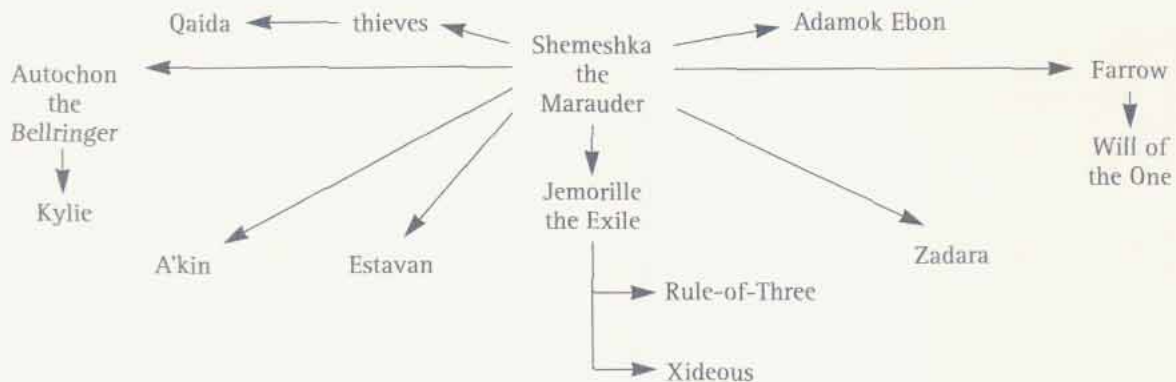 Qaida
thieves
Shemeshka
the
Marauder
Adamok Ebon
Autochon
the
Bellringer
Farrow
Kylie
Will of
the One
Jemorille
the Exile
A'kin
Estavan
Zadara
Rule-of-Three
Xideous